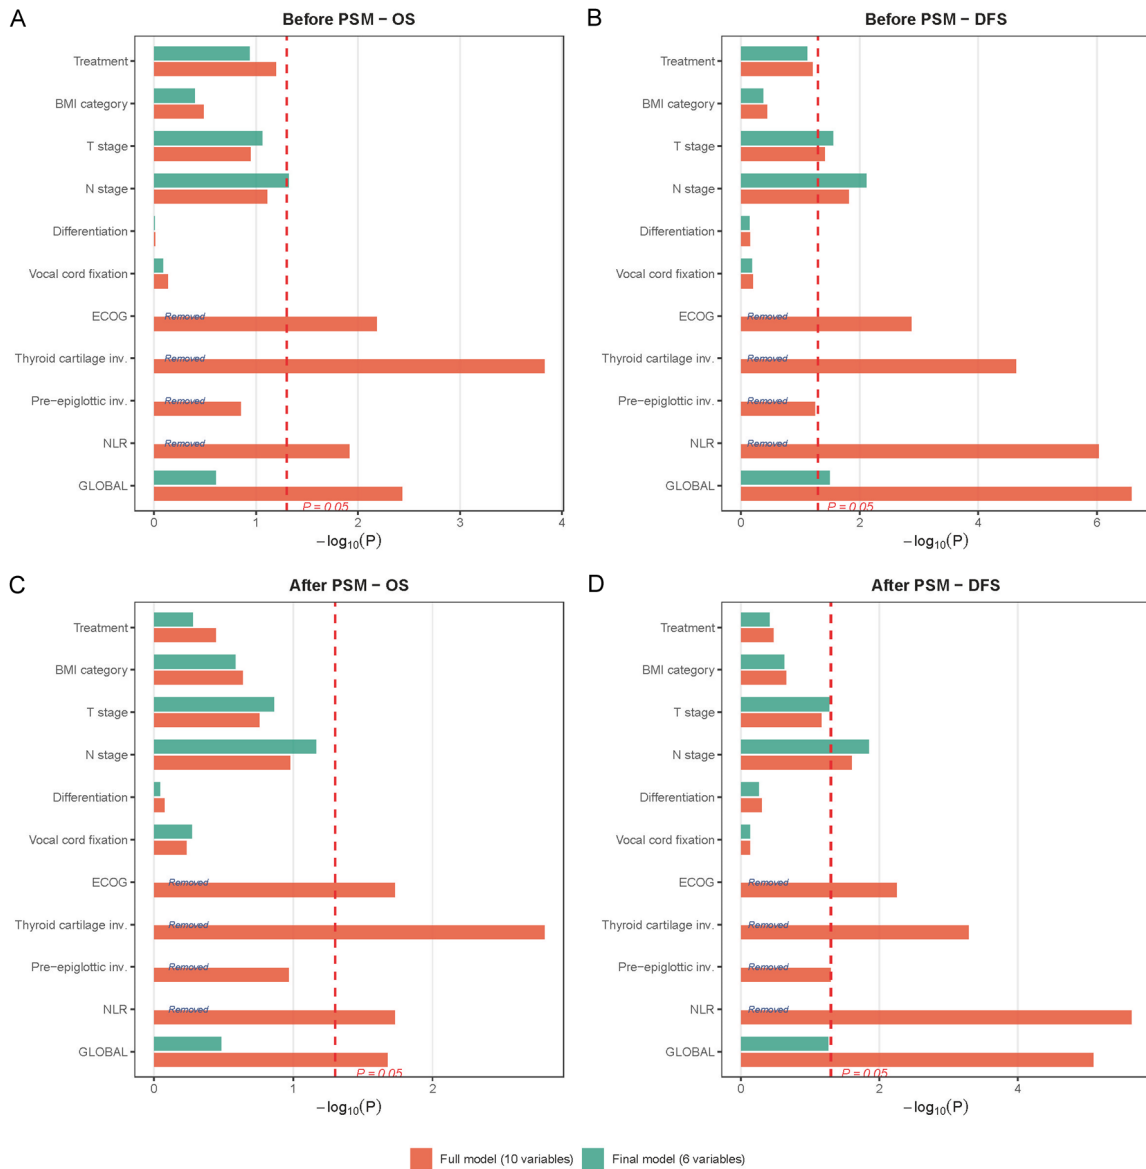 A
Before PSM − OS
Treatment
BMI category
T stage
N stage
Differentiation
Vocal cord fixation
ECOG
Removed
Thyroid cartilage inv.
Removed
Pre−epiglottic inv.
Removed
NLR
Removed
GLOBAL
P = 0.05
0 1 2 3 4
−log10(P)
B
Before PSM − DFS
Treatment
BMI category
T stage
N stage
Differentiation
Vocal cord fixation
ECOG
Removed
Thyroid cartilage inv.
Removed
Pre−epiglottic inv.
Removed
NLR
Removed
GLOBAL
P = 0.05
0 2 4 6
−log10(P)
C
After PSM − OS
Treatment
BMI category
T stage
N stage
Differentiation
Vocal cord fixation
ECOG
Removed
Thyroid cartilage inv.
Removed
Pre−epiglottic inv.
Removed
NLR
Removed
GLOBAL
P = 0.05
0 1 2
−log10(P)
D
After PSM − DFS
Treatment
BMI category
T stage
N stage
Differentiation
Vocal cord fixation
ECOG
Removed
Thyroid cartilage inv.
Removed
Pre−epiglottic inv.
Removed
NLR
Removed
GLOBAL
P = 0.05
0 2 4
−log10(P)
Full model (10 variables) Final model (6 variables)